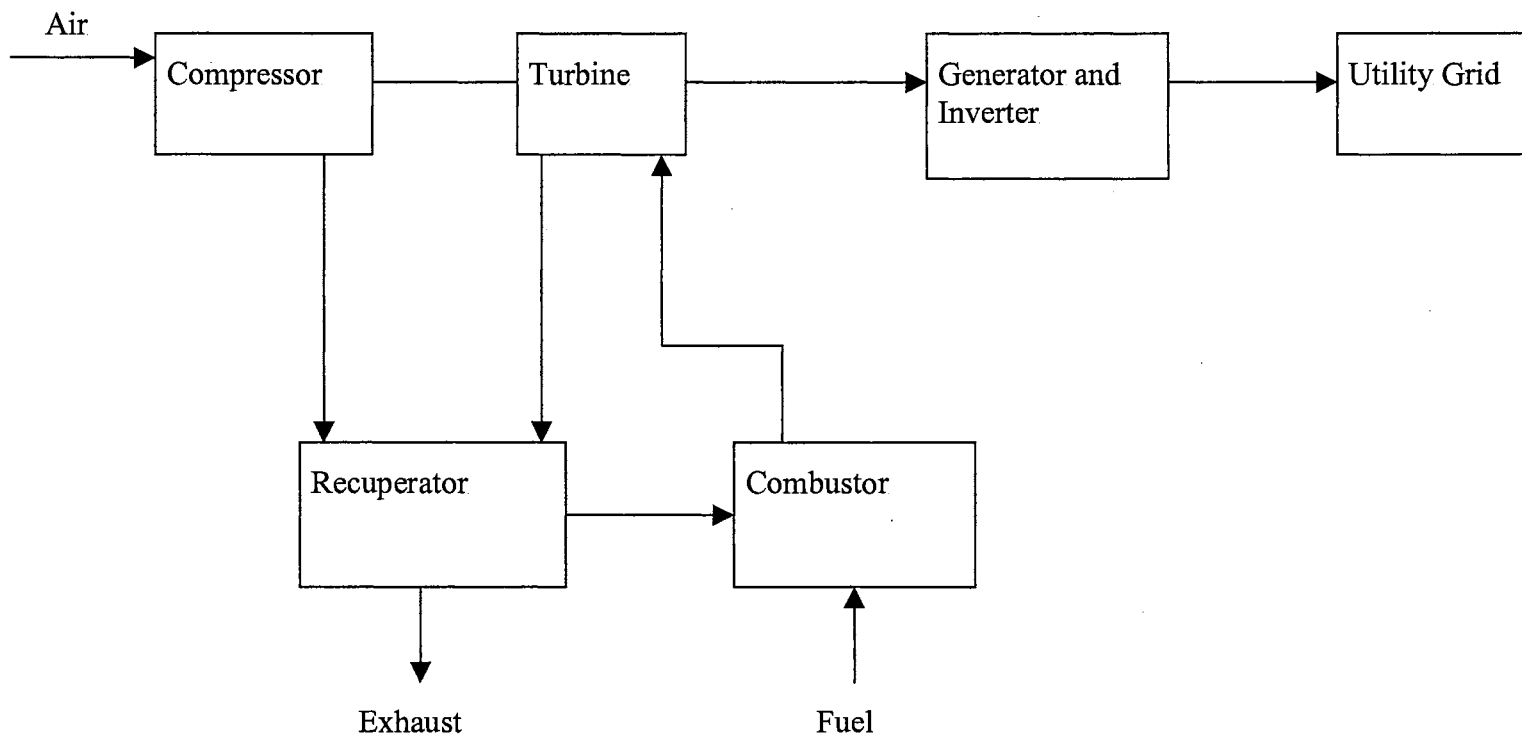 Air
Compressor
Turbine
Generator and
Inverter
Utility Grid
Recuperator
Combustor
Exhaust
Fuel